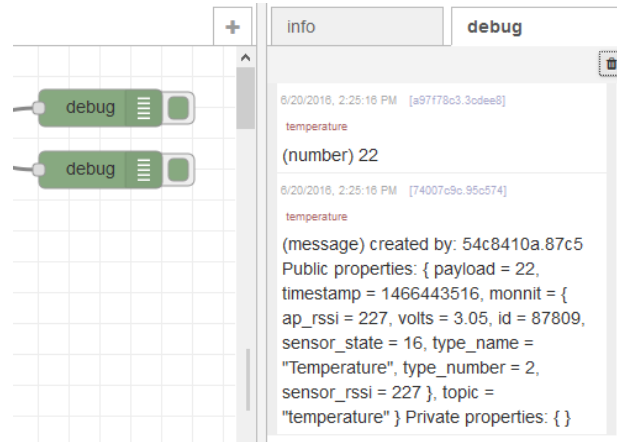 +
info
debug
debug
debug
6/20/2016, 2:25:16 PM [a97f78c3.3cdee8]
temperature
(number) 22
6/20/2016, 2:25:16 PM [74007c9c.95c574]
temperature
(message) created by: 54c8410a.87c5
Public properties: { payload = 22,
timestamp = 1466443516, monnit = {
ap_rssi = 227, volts = 3.05, id = 87809,
sensor_state = 16, type_name =
"Temperature", type_number = 2,
sensor_rssi = 227 }, topic =
"temperature" } Private properties: { }